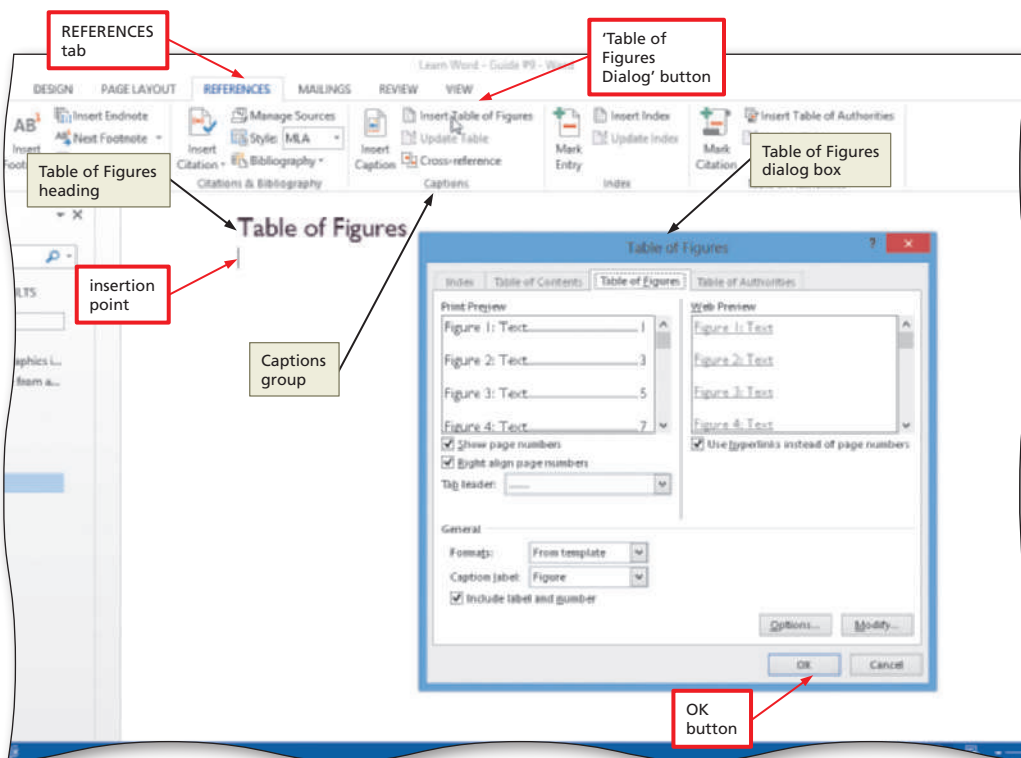 REFERENCES
tab
'Table of
Figures
Dialog' button
Learn Word - Guide #9 - Word
DESIGN PAGE LAYOUT REFERENCES MAILINGS REVIEW VIEW
AB1
Insert
Insert Endnote
Next Footnote
Insert
Citation
Manage Sources
Style: MLA
Bibliography
Citations & Bibliography
Insert
Caption
Insert Table of Figures
Update Table
Cross-reference
Captions
Mark
Entry
Insert Index
Update Index
Index
Mark
Citation
Insert Table of Authorities
Table of Figures
heading
Table of Figures
dialog box
Table of Figures
insertion
point
Captions
group
Table of Figures
? ×
Index Table of Contents Table of Figures Table of Authorities
Print Preview
Figure 1: Text 1
Figure 2: Text 3
Figure 3: Text 5
Figure 4: Text 7
Web Preview
Figure 1: Text
Figure 2: Text
Figure 3: Text
Figure 4: Text
Show page numbers
Right align page numbers
Tab leader: ......
Use hyperlinks instead of page numbers
General
Formats: From template
Caption label: Figure
Include label and number
Options... Modify...
OK Cancel
OK
button